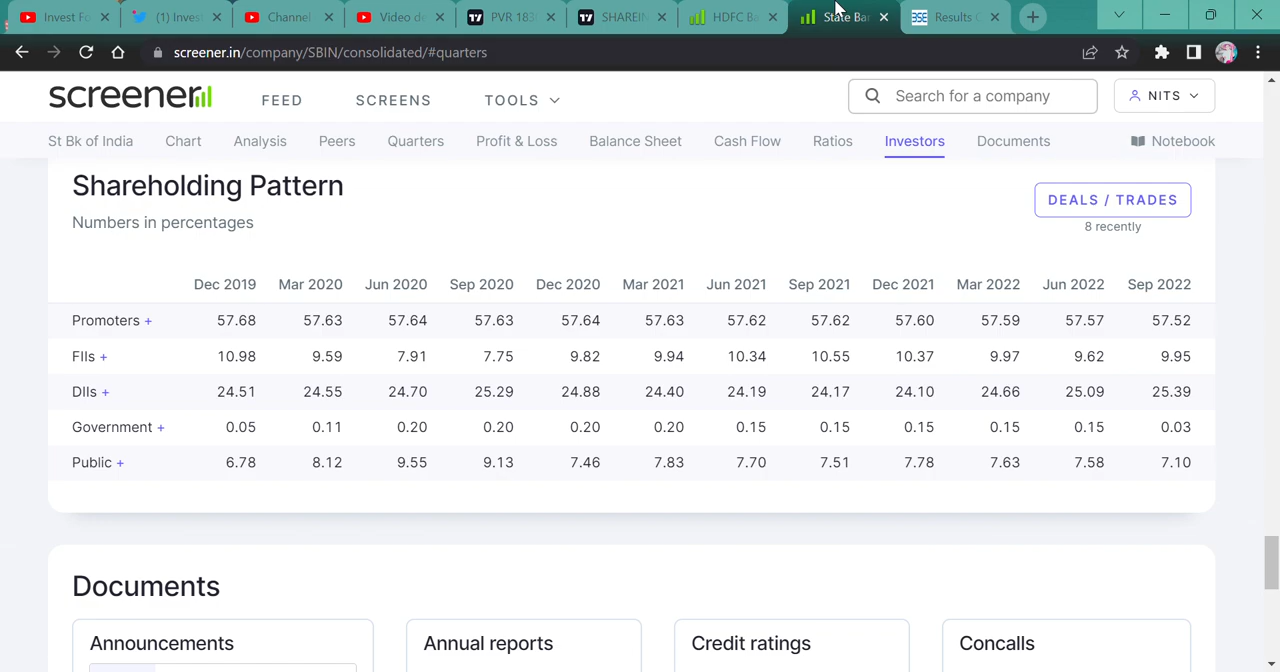 Invest Fo
(1) Invest
Channel
Video de
PVR 183
SHAREIN
HDFC Ba
State Ban
BSE Results C
screener.in/company/SBIN/consolidated/#quarters
screener
FEED
SCREENS
TOOLS
Search for a company
NITS
St Bk of India
Chart
Analysis
Peers
Quarters
Profit & Loss
Balance Sheet
Cash Flow
Ratios
Investors
Documents
Notebook
Shareholding Pattern
Numbers in percentages
DEALS / TRADES
8 recently
Dec 2019 Mar 2020 Jun 2020 Sep 2020 Dec 2020 Mar 2021 Jun 2021 Sep 2021 Dec 2021 Mar 2022 Jun 2022 Sep 2022
Promoters + 57.68 57.63 57.64 57.63 57.64 57.63 57.62 57.62 57.60 57.59 57.57 57.52
FIIs + 10.98 9.59 7.91 7.75 9.82 9.94 10.34 10.55 10.37 9.97 9.62 9.95
DIIs + 24.51 24.55 24.70 25.29 24.88 24.40 24.19 24.17 24.10 24.66 25.09 25.39
Government + 0.05 0.11 0.20 0.20 0.20 0.20 0.15 0.15 0.15 0.15 0.15 0.03
Public + 6.78 8.12 9.55 9.13 7.46 7.83 7.70 7.51 7.78 7.63 7.58 7.10
Documents
Announcements
Annual reports
Credit ratings
Concalls